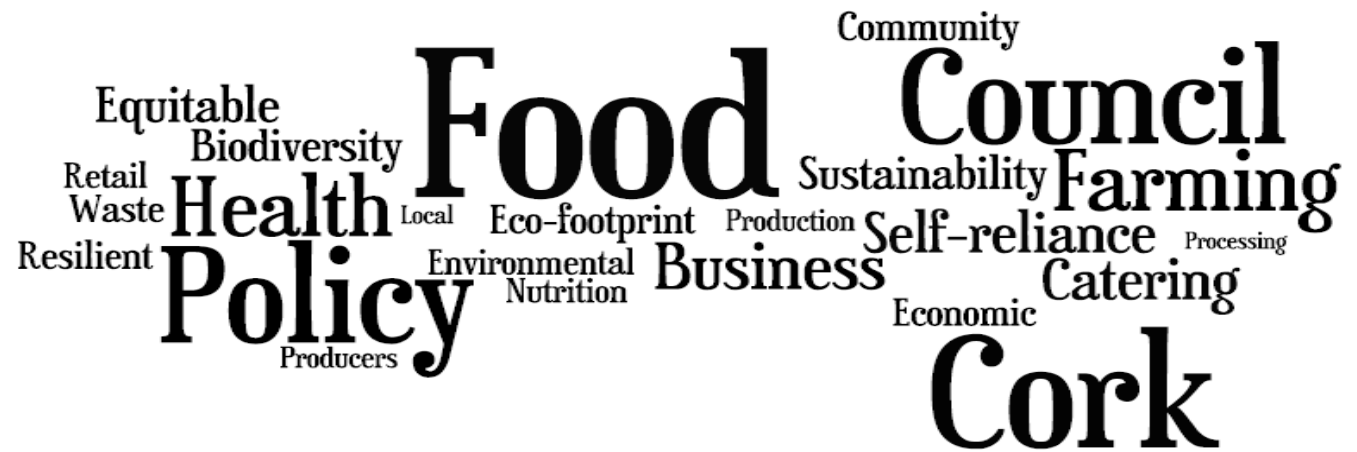 Community
Food
Council
Equitable
Biodiversity
Retail
Sustainability
Farming
Waste
Health
Local
Eco-footprint
Production
Self-reliance
Processing
Resilient
Policy
Environmental
Business
Nutrition
Catering
Economic
Producers
Cork